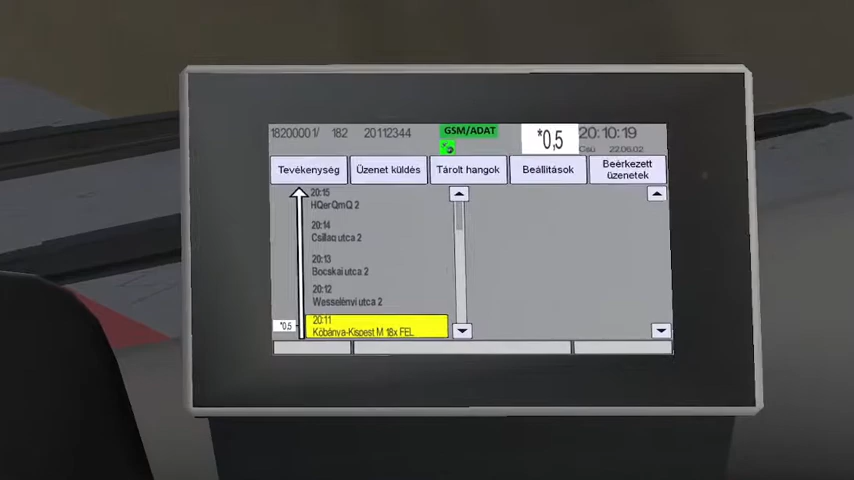 18200001/ 182 20112344 GSM/ADAT *0,5 20:10:19
Csü 22.06.02
Tevékenység Üzenet küldés Tárolt hangok Beállítások Beérkezett üzenetek
20:15
HQerQmQ 2
20:14
Csillag utca 2
20:13
Bocskai utca 2
20:12
Wesselényi utca 2
20:11
*0,5 Kőbánya-Kispest M 18x FEL